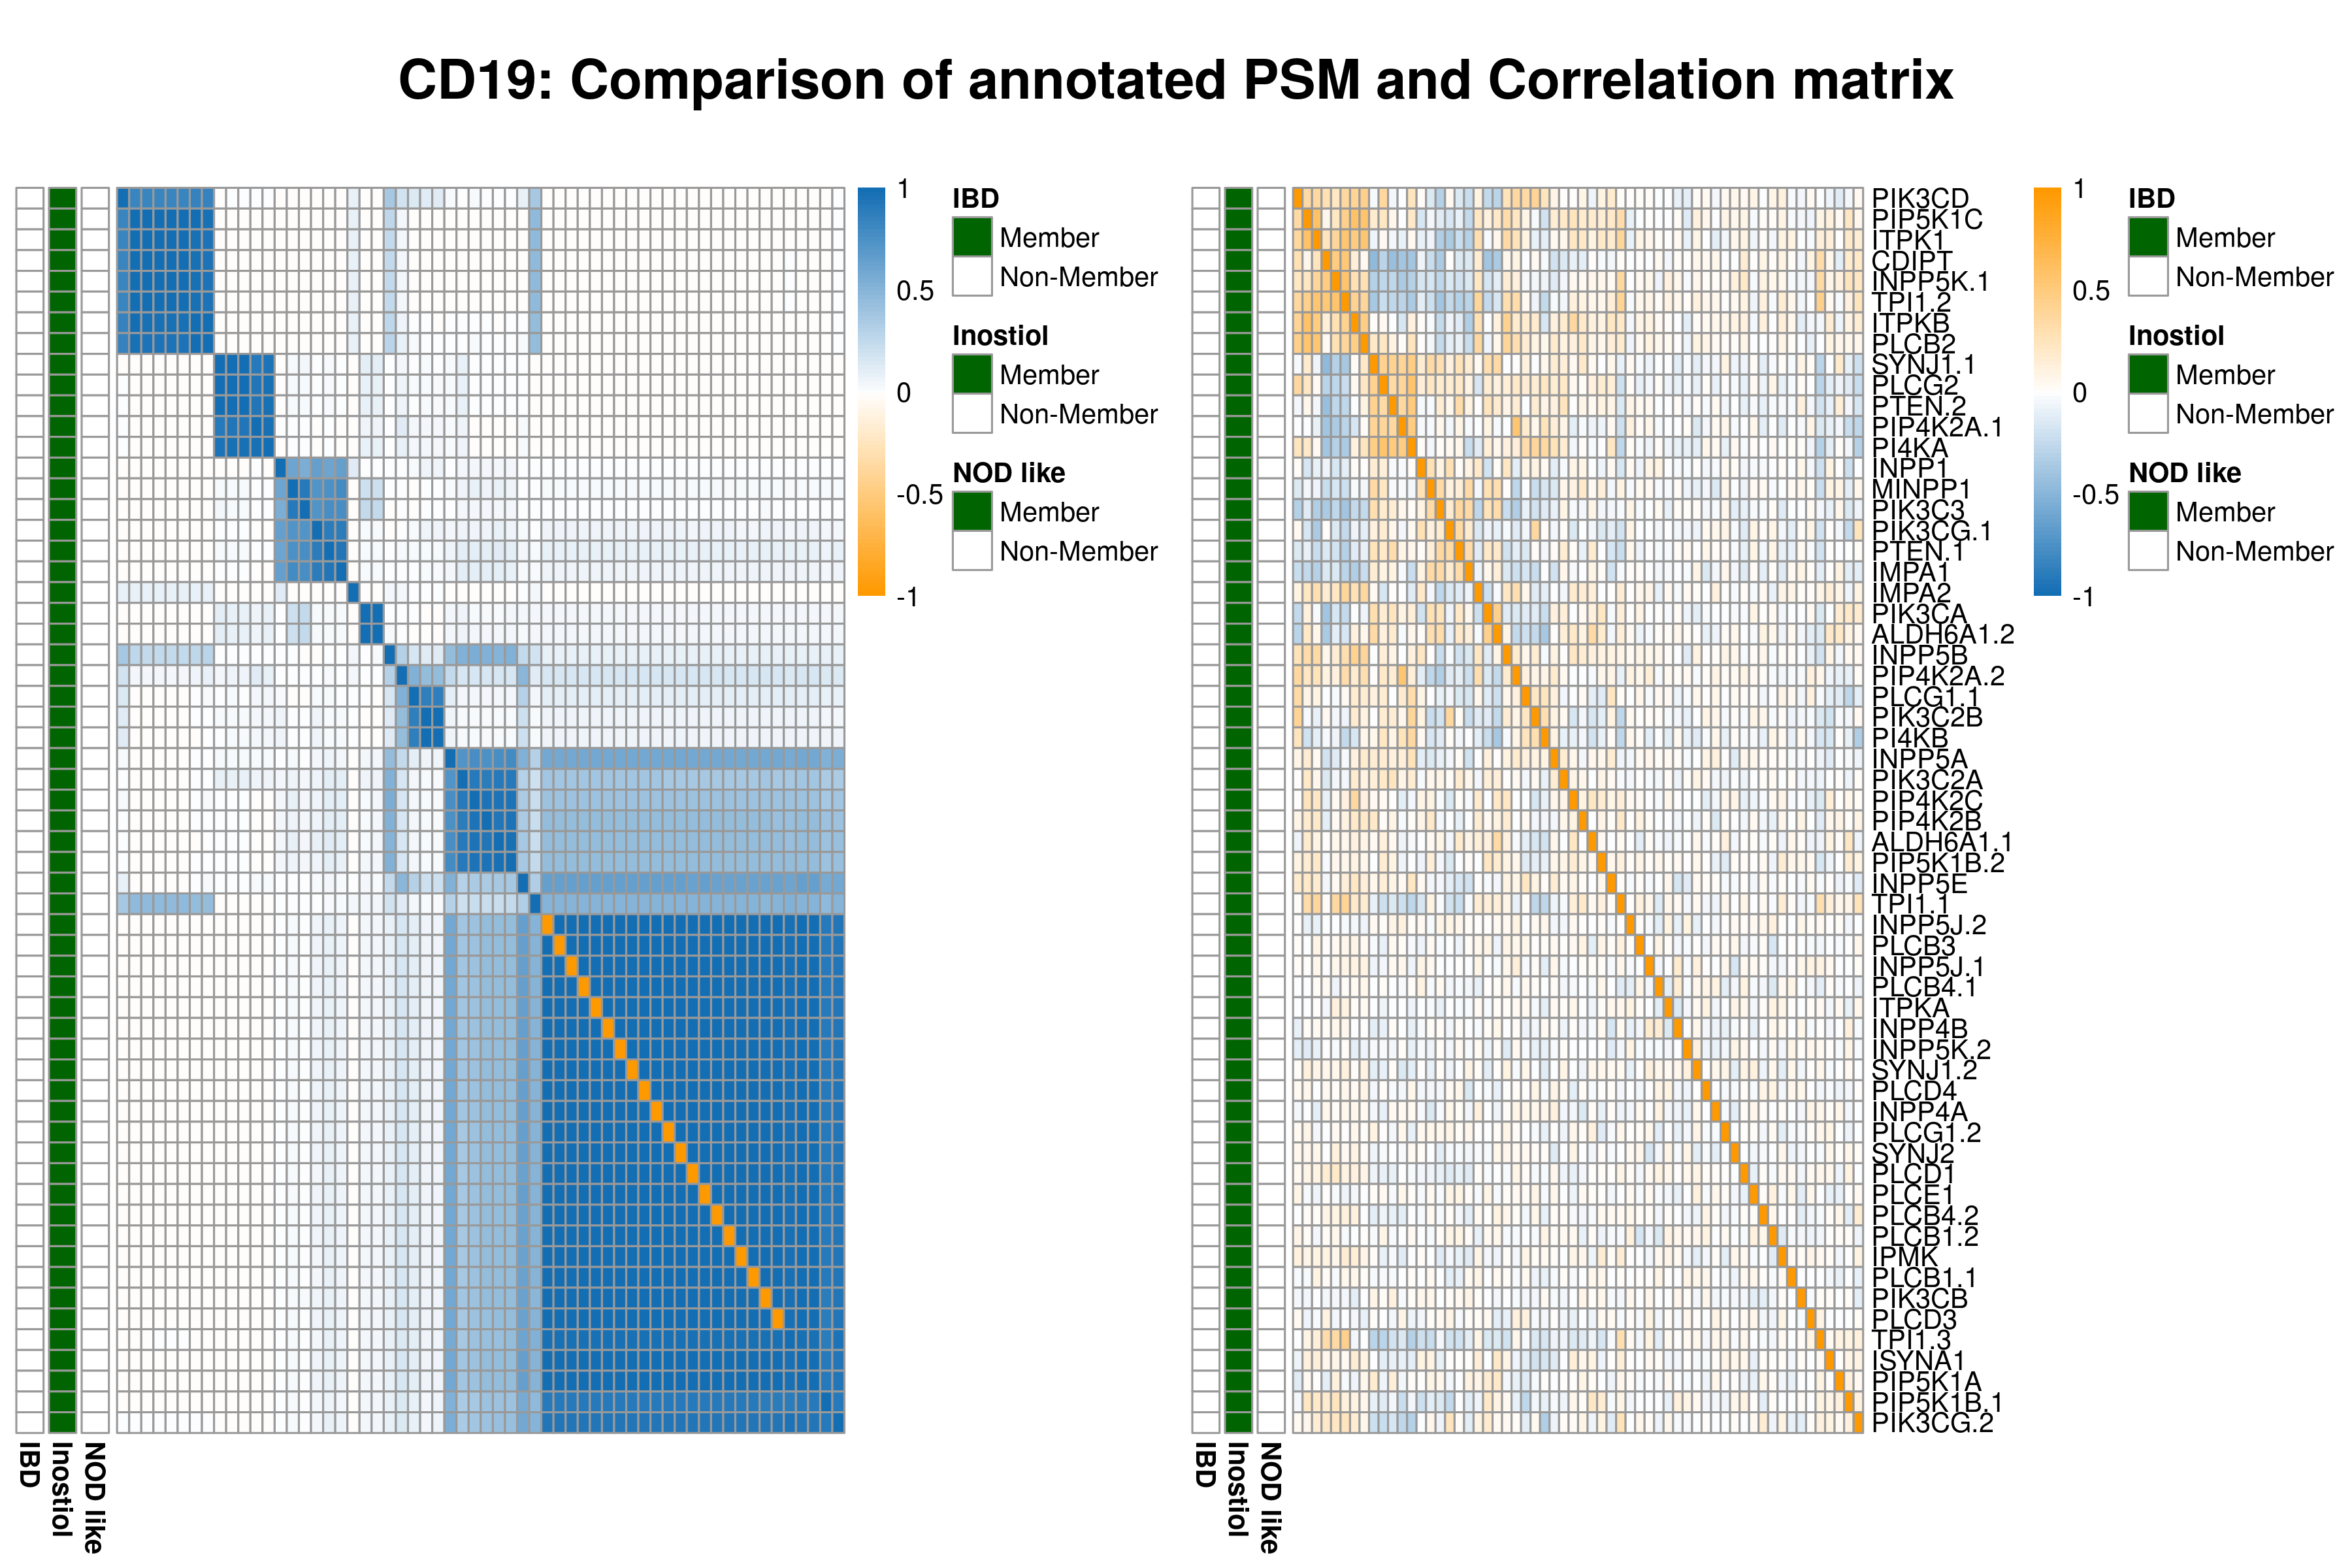 CD19: Comparison of annotated PSM and Correlation matrix
1
0.5
0
-0.5
-1
IBD
Member
Non-Member
Inostiol
Member
Non-Member
NOD like
Member
Non-Member
IBD
Inostiol
NOD like
PIK3CD
PIP5K1C
ITPK1
CDIPT
INPP5K.1
TPI1.2
ITPKB
PLCB2
SYNJ1.1
PLCG2
PTEN.2
PIP4K2A.1
PI4KA
INPP1
MINPP1
PIK3C3
PIK3CG.1
PTEN.1
IMPA1
IMPA2
PIK3CA
ALDH6A1.2
INPP5B
PIP4K2A.2
PLCG1.1
PIK3C2B
PI4KB
INPP5A
PIK3C2A
PIP4K2C
PIP4K2B
ALDH6A1.1
PIP5K1B.2
INPP5E
TPI1.1
INPP5J.2
PLCB3
INPP5J.1
PLCB4.1
ITPKA
INPP4B
INPP5K.2
SYNJ1.2
PLCD4
INPP4A
PLCG1.2
SYNJ2
PLCD1
PLCE1
PLCB4.2
PLCB1.2
IPMK
PLCB1.1
PIK3CB
PLCD3
TPI1.3
ISYNA1
PIP5K1A
PIP5K1B.1
PIK3CG.2
1
0.5
0
-0.5
-1
IBD
Member
Non-Member
Inostiol
Member
Non-Member
NOD like
Member
Non-Member
IBD
Inostiol
NOD like